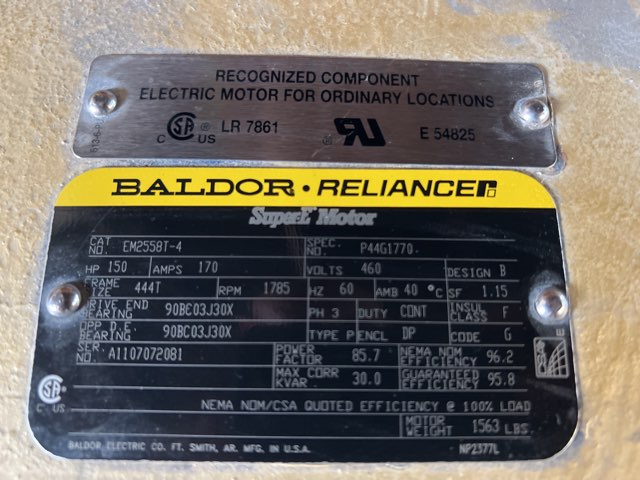 RECOGNIZED COMPONENT
ELECTRIC MOTOR FOR ORDINARY LOCATIONS
C SA ® US LR 7861 RU ® E 54825
BALDOR • RELIANCE
Super-E Motor
CAT. NO. EM2558T-4 SPEC. NO. P44G1770
HP 150 AMPS 170 VOLTS 460 DESIGN B
FRAME SIZE 444T RPM 1785 HZ 60 AMB 40 °C SF 1.15
DRIVE END BEARING 90BC03J30X PH 3 DUTY CONT INSUL CLASS F
OPP D.E. BEARING 90BC03J30X TYPE P ENCL DP CODE G
SER. NO. A1107072081 POWER FACTOR 85.7 NEMA NOM EFFICIENCY 96.2
MAX CORR KVAR 30.0 GUARANTEED EFFICIENCY 95.8
C SA US NEMA NOM/CSA QUOTED EFFICIENCY @ 100% LOAD
MOTOR WEIGHT 1563 LBS.
BALDOR ELECTRIC CO. FT. SMITH, AR. MFG. IN U.S.A. NP2377L